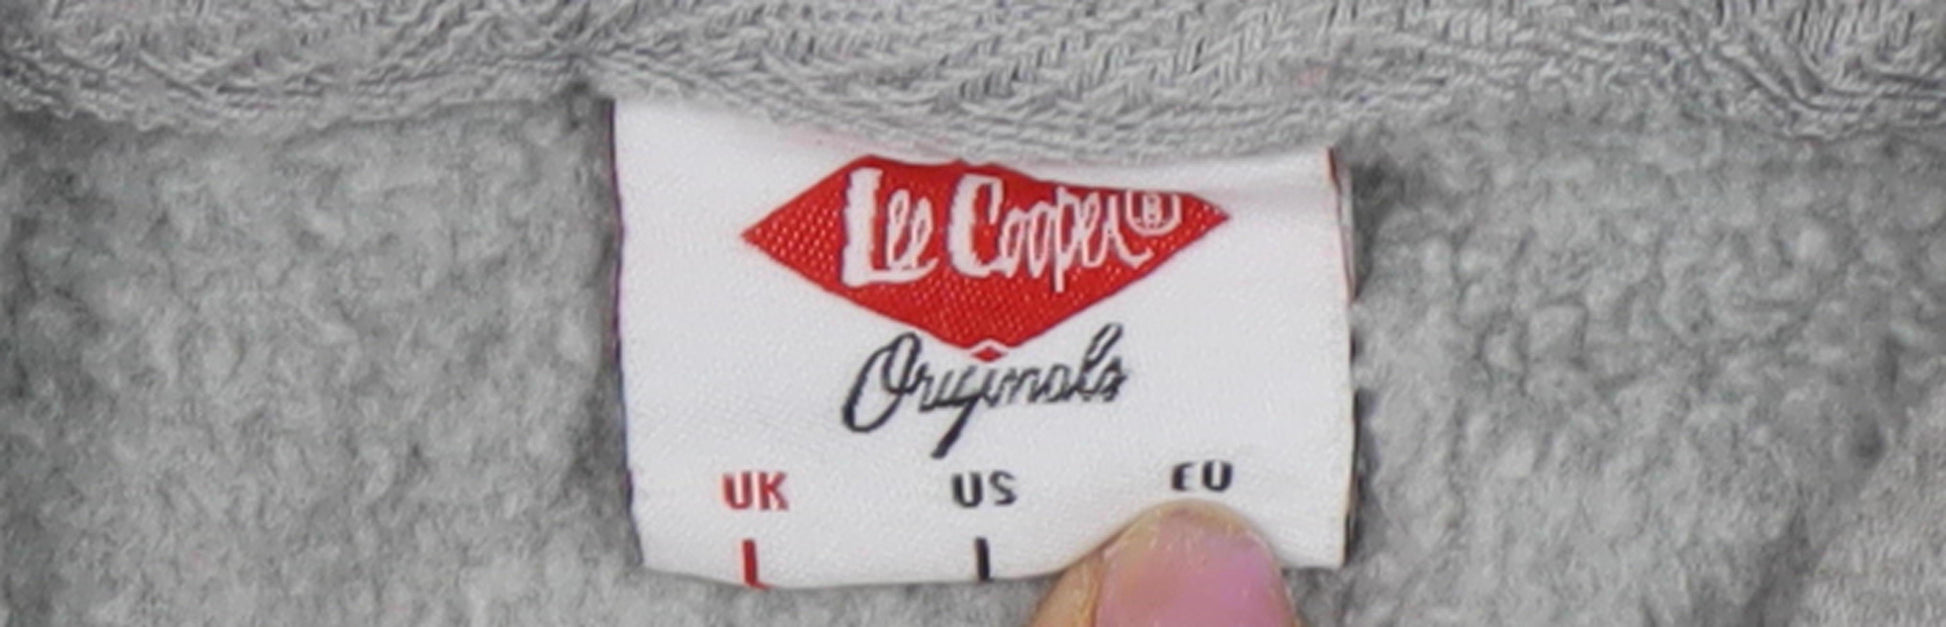 Lee Cooper®
Originals
UK US EU
L L